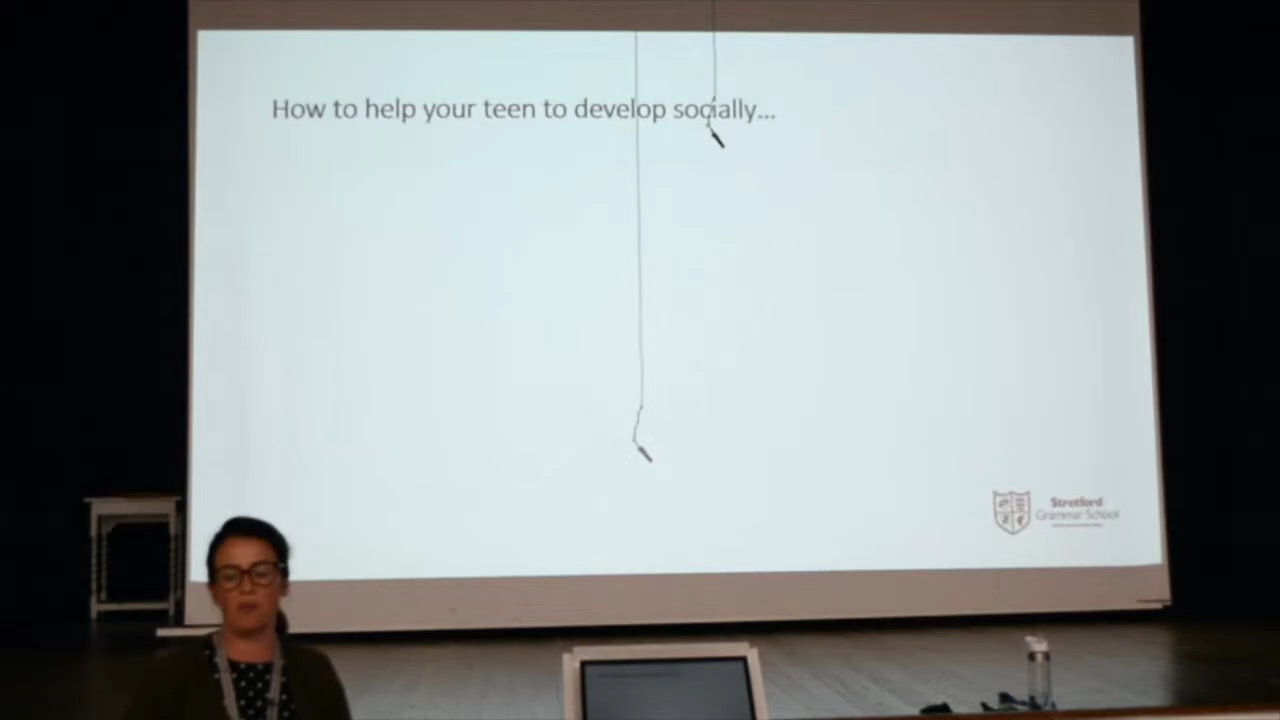 How to help your teen to develop socially...
Stretford
Grammar School